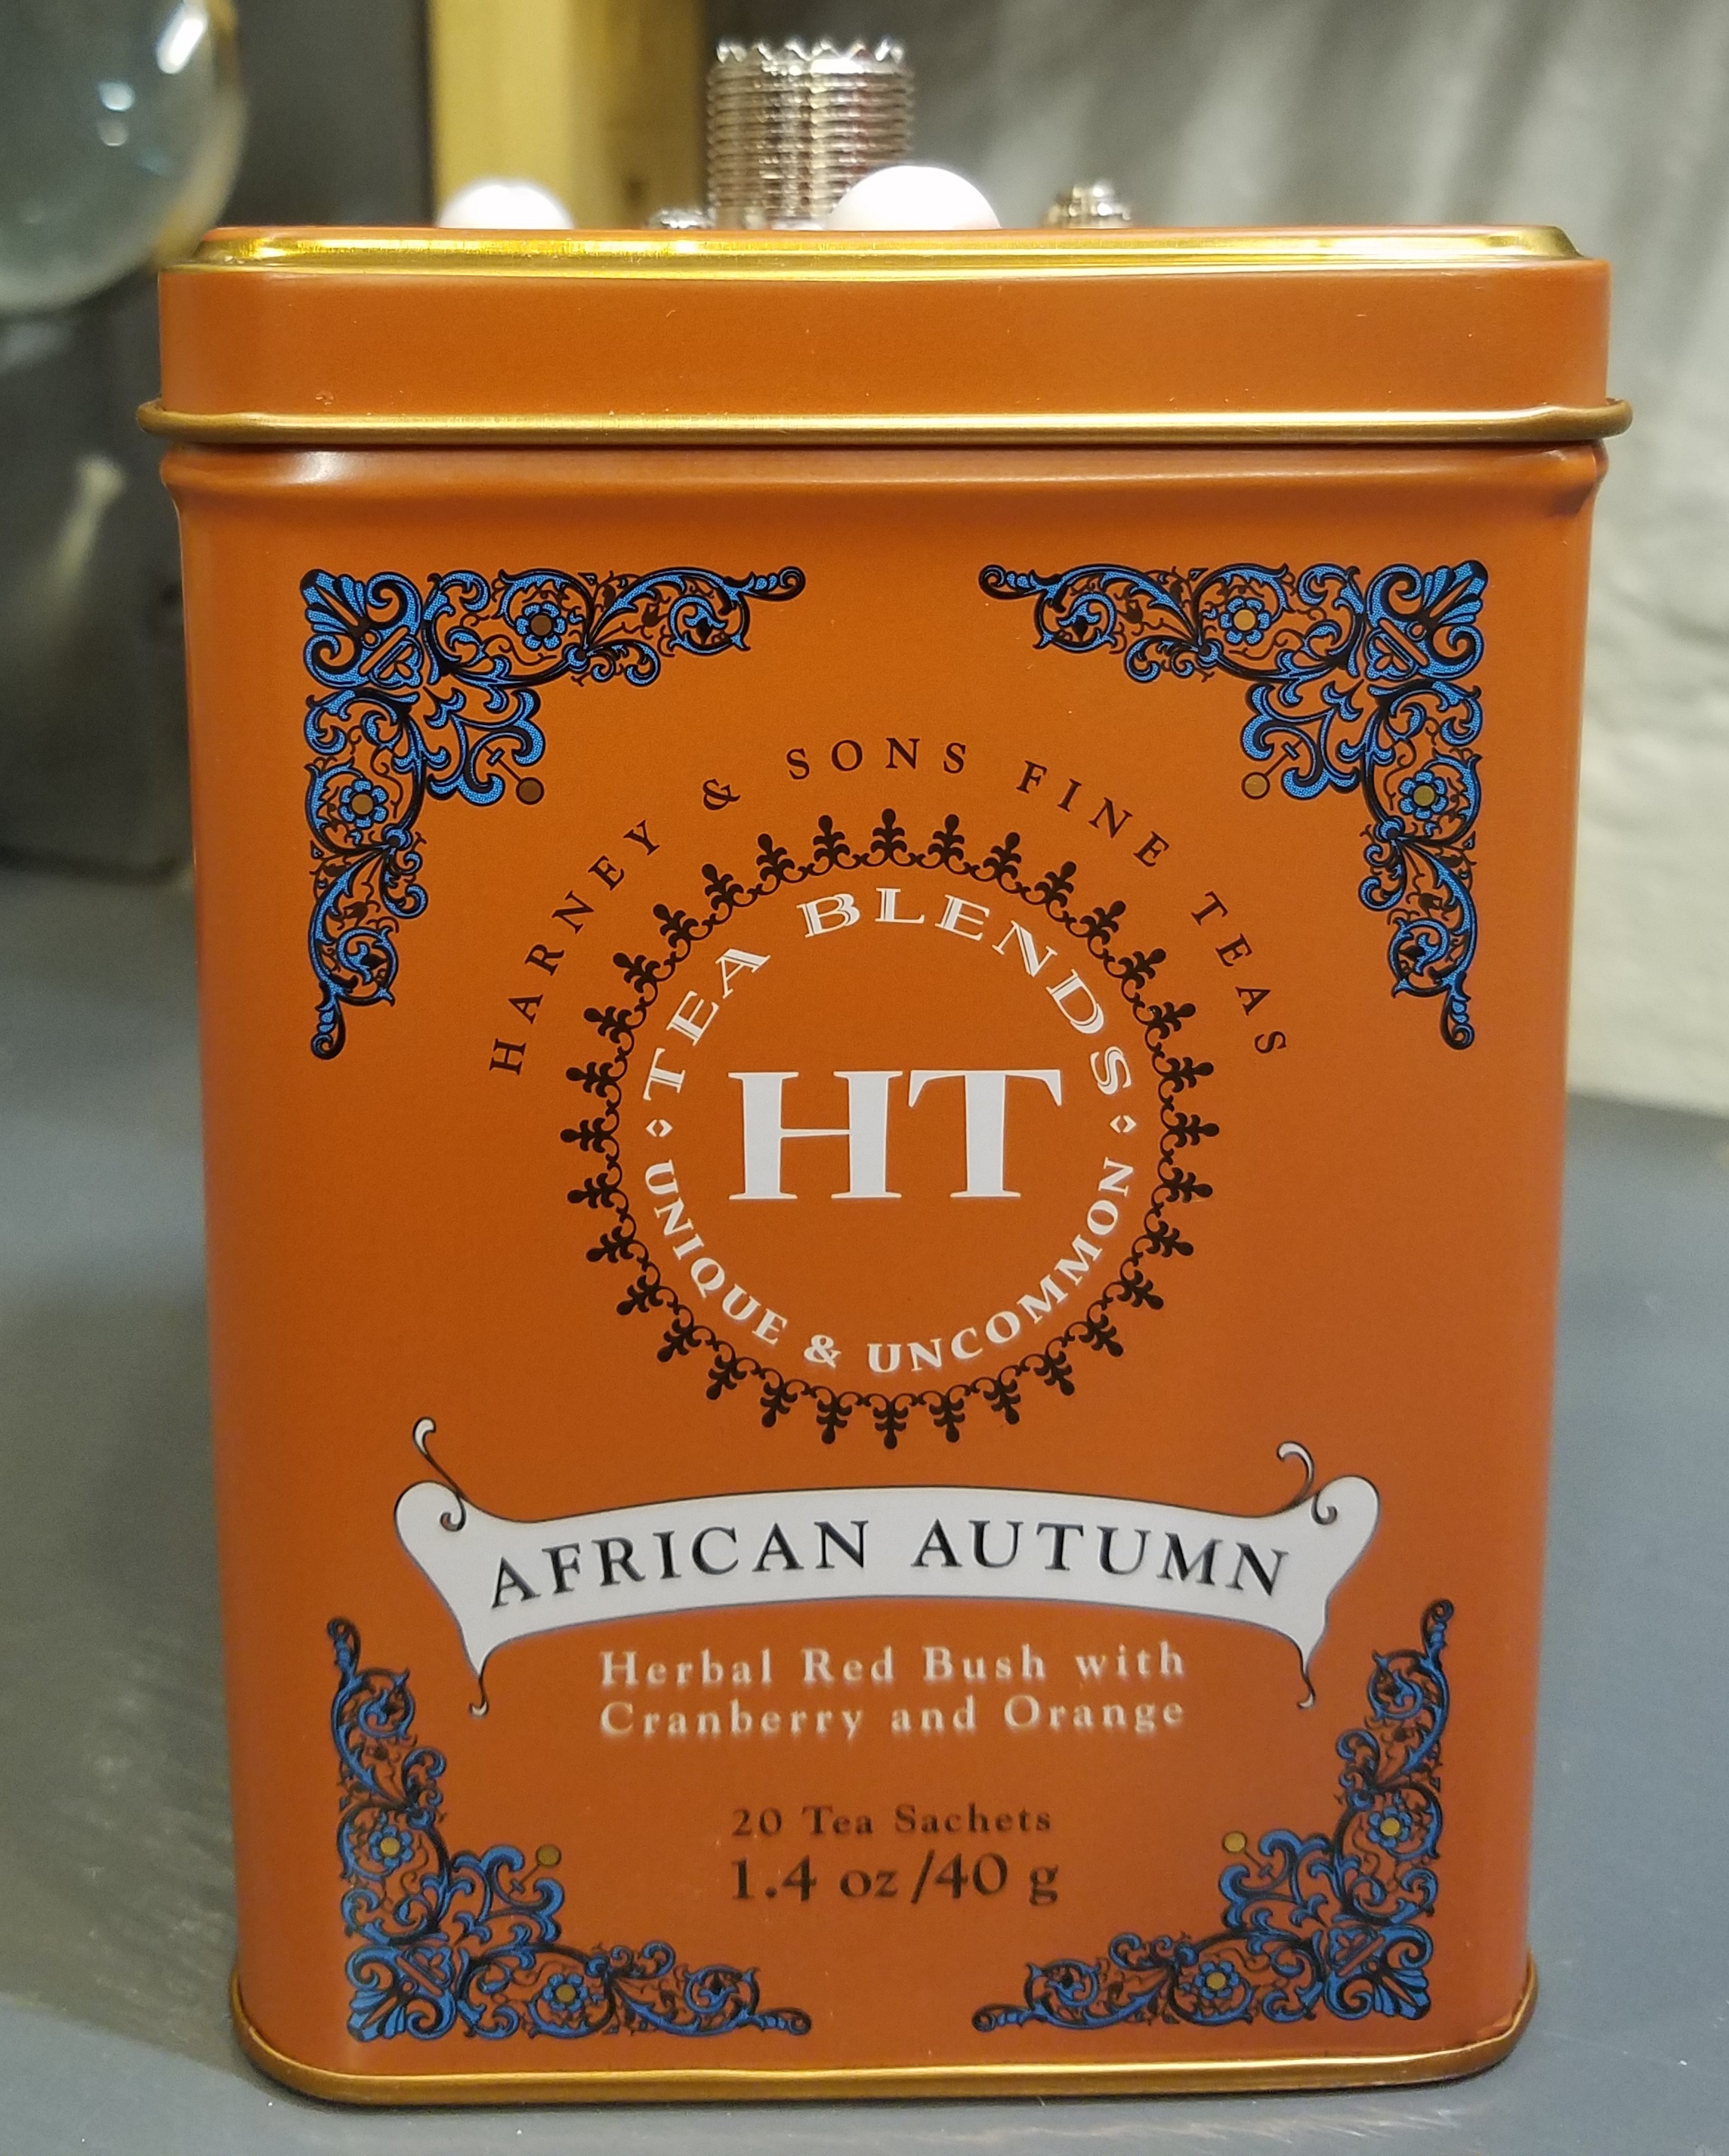 HARNEY & SONS FINE TEAS
TEA BLENDS
HT
UNIQUE & UNCOMMON
AFRICAN AUTUMN
Herbal Red Bush with
Cranberry and Orange
20 Tea Sachets
1.4 oz/40 g